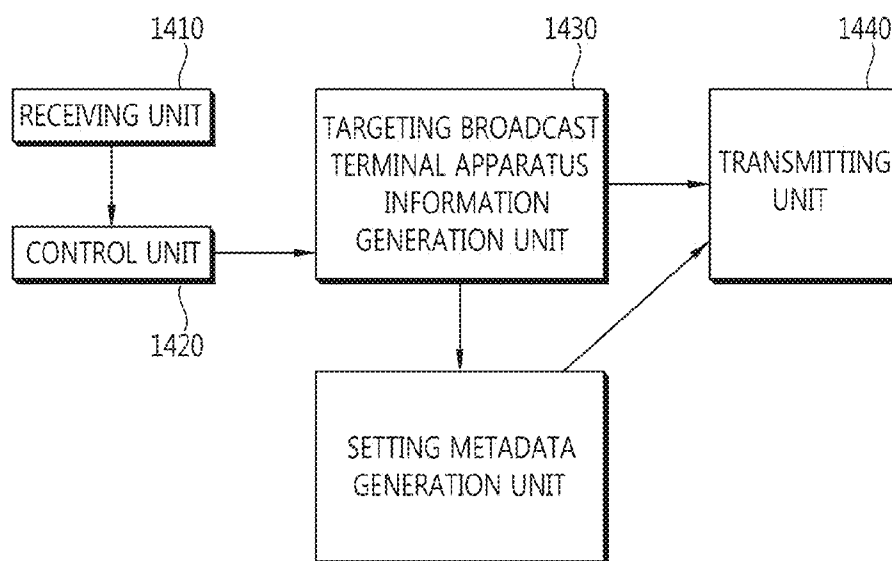 1410
1430
1440
RECEIVING UNIT
TARGETING BROADCAST
TERMINAL APPARATUS
INFORMATION
GENERATION UNIT
TRANSMITTING
UNIT
CONTROL UNIT
1420
SETTING METADATA
GENERATION UNIT